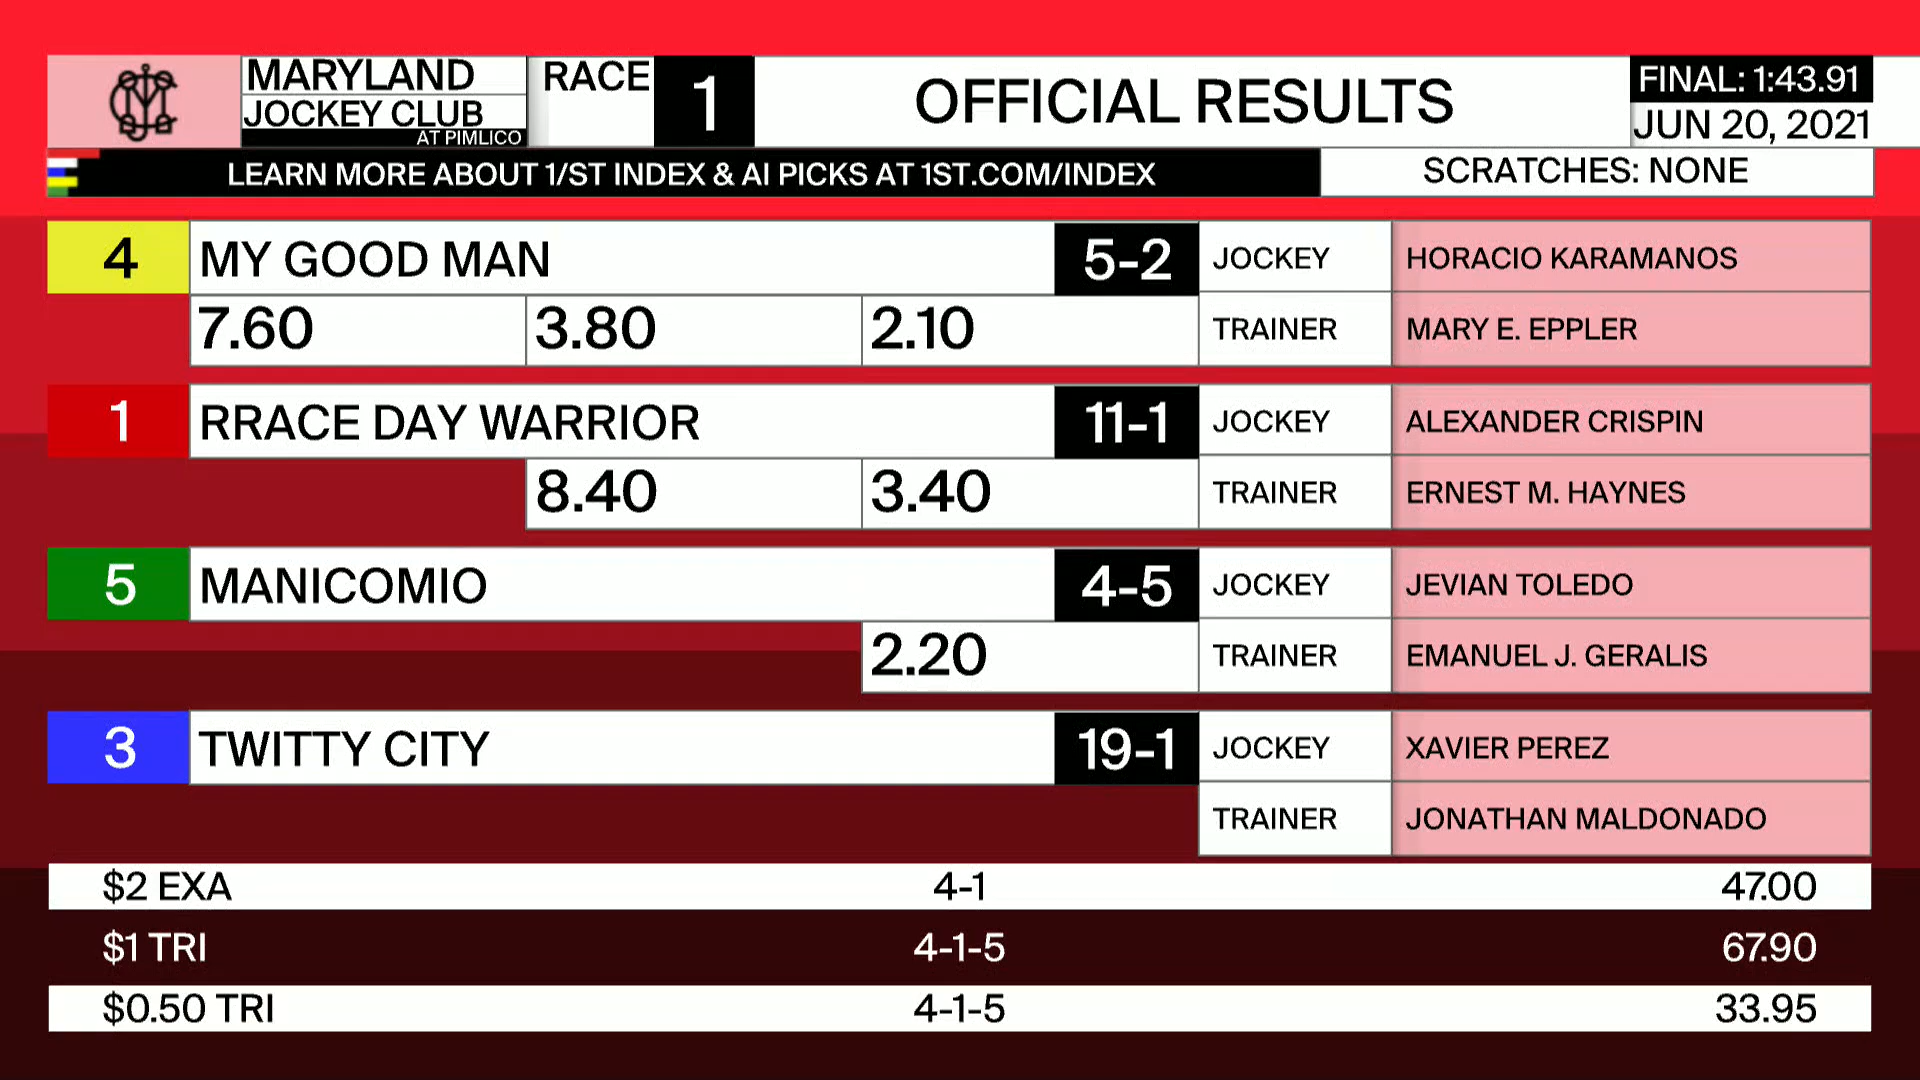 MARYLAND
JOCKEY CLUB
AT PIMLICO
RACE 1
OFFICIAL RESULTS
FINAL: 1:43.91
JUN 20, 2021
LEARN MORE ABOUT 1/ST INDEX & AI PICKS AT 1ST.COM/INDEX
SCRATCHES: NONE
4 MY GOOD MAN 5-2 JOCKEY HORACIO KARAMANOS
7.60 3.80 2.10 TRAINER MARY E. EPPLER
1 RRACE DAY WARRIOR 11-1 JOCKEY ALEXANDER CRISPIN
8.40 3.40 TRAINER ERNEST M. HAYNES
5 MANICOMIO 4-5 JOCKEY JEVIAN TOLEDO
2.20 TRAINER EMANUEL J. GERALIS
3 TWITTY CITY 19-1 JOCKEY XAVIER PEREZ
TRAINER JONATHAN MALDONADO
$2 EXA 4-1 47.00
$1 TRI 4-1-5 67.90
$0.50 TRI 4-1-5 33.95